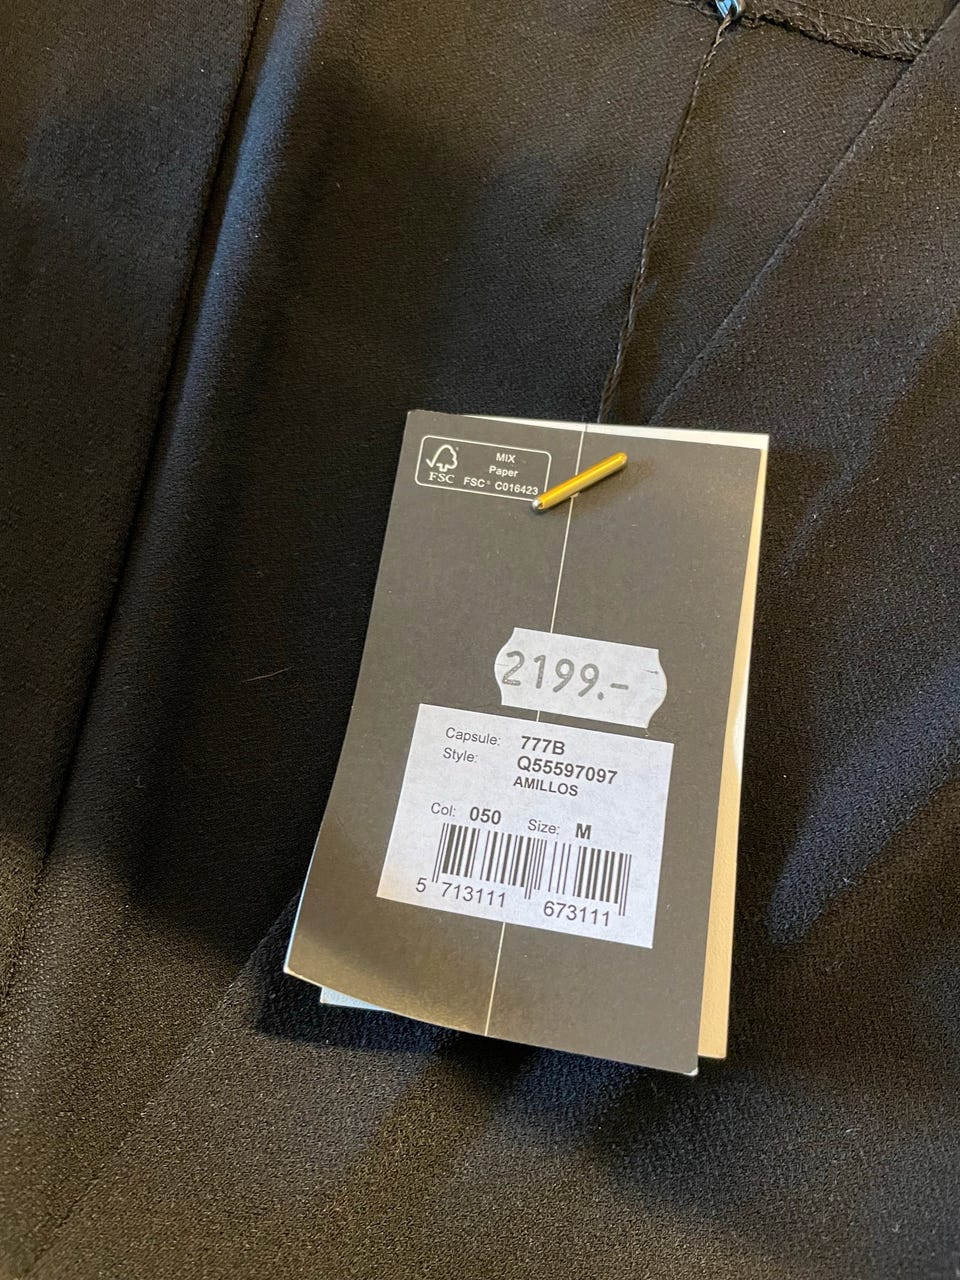 MIX
Paper
FSC® C016423
FSC
2199.-
Capsule: 777B
Style: Q55597097
AMILLOS
Col: 050 Size: M
5 713111 673111